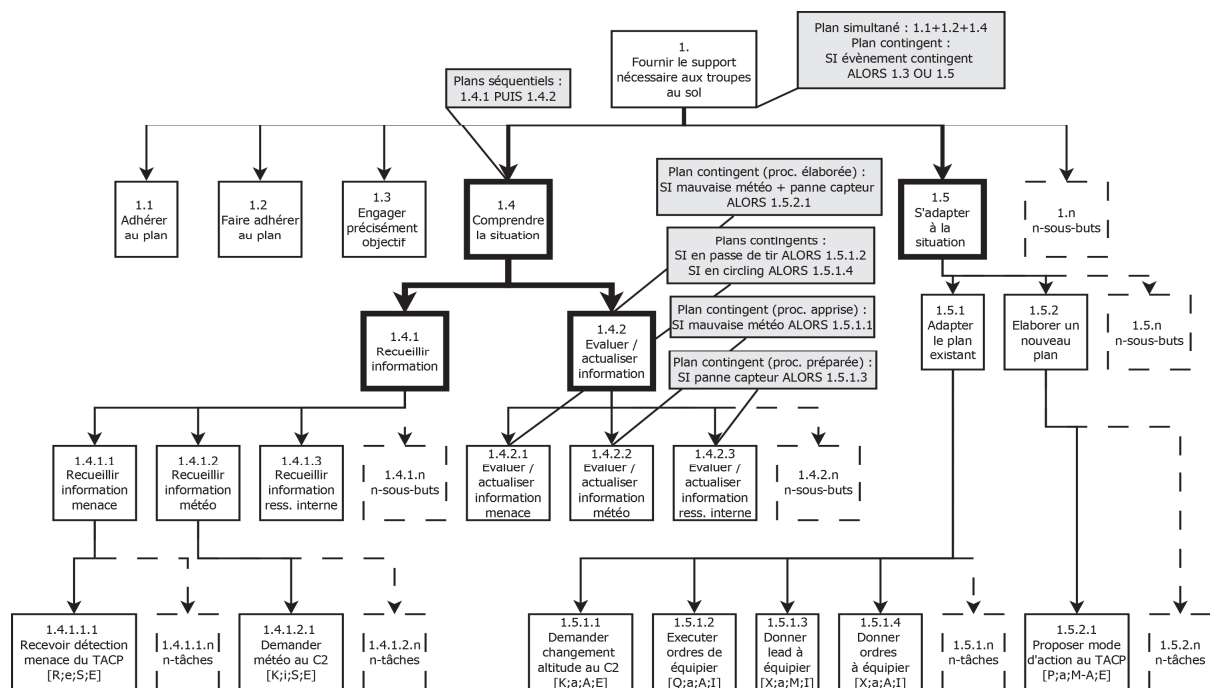 Plan simultané : 1.1+1.2+1.4
Plan contingent :
SI évènement contingent
ALORS 1.3 OU 1.5
1.
Fournir le support
nécessaire aux troupes
au sol
Plans séquentiels :
1.4.1 PUIS 1.4.2
1.1
Adhérer
au plan
1.2
Faire adhérer
au plan
1.3
Engager
précisément
objectif
1.4
Comprendre
la situation
Plan contingent (proc. élaborée) :
SI mauvaise météo + panne capteur
ALORS 1.5.2.1
1.5
S'adapter
à la
situation
1.n
n-sous-buts
Plans contingents :
SI en passe de tir ALORS 1.5.1.2
SI en circling ALORS 1.5.1.4
Plan contingent (proc. apprise) :
SI mauvaise météo ALORS 1.5.1.1
Plan contingent (proc. préparée) :
SI panne capteur ALORS 1.5.1.3
1.4.1
Recueillir
information
1.4.2
Evaluer /
actualiser
information
1.5.1
Adapter
le plan
existant
1.5.2
Elaborer un
nouveau
plan
1.5.n
n-sous-buts
1.4.1.1
Recueillir
information
menace
1.4.1.2
Recueillir
information
météo
1.4.1.3
Recueillir
information
ress. interne
1.4.1.n
n-sous-buts
1.4.2.1
Evaluer /
actualiser
information
menace
1.4.2.2
Evaluer /
actualiser
information
météo
1.4.2.3
Evaluer /
actualiser
information
ress. interne
1.4.2.n
n-sous-buts
1.4.1.1.1
Recevoir détection
menace du TACP
[R;e;S;E]
1.4.1.1.n
n-tâches
1.4.1.2.1
Demander
météo au C2
[K;i;S;E]
1.4.1.2.n
n-tâches
1.5.1.1
Demander
changement
altitude au C2
[K;a;A;E]
1.5.1.2
Executer
ordres de
équipier
[Q;a;A;I]
1.5.1.3
Donner
lead à
équipier
[X;a;M;I]
1.5.1.4
Donner
ordres
à équipier
[X;a;A;I]
1.5.1.n
n-tâches
1.5.2.1
Proposer mode
d'action au TACP
[P;a;M-A;E]
1.5.2.n
n-tâches